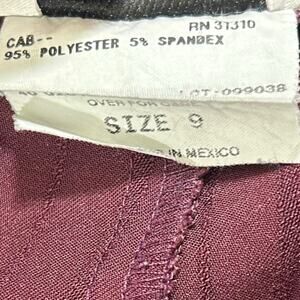 RN 31310
CAB--
95% POLYESTER 5% SPANDEX
OVER FOR CARE
SIZE 9
IN MEXICO